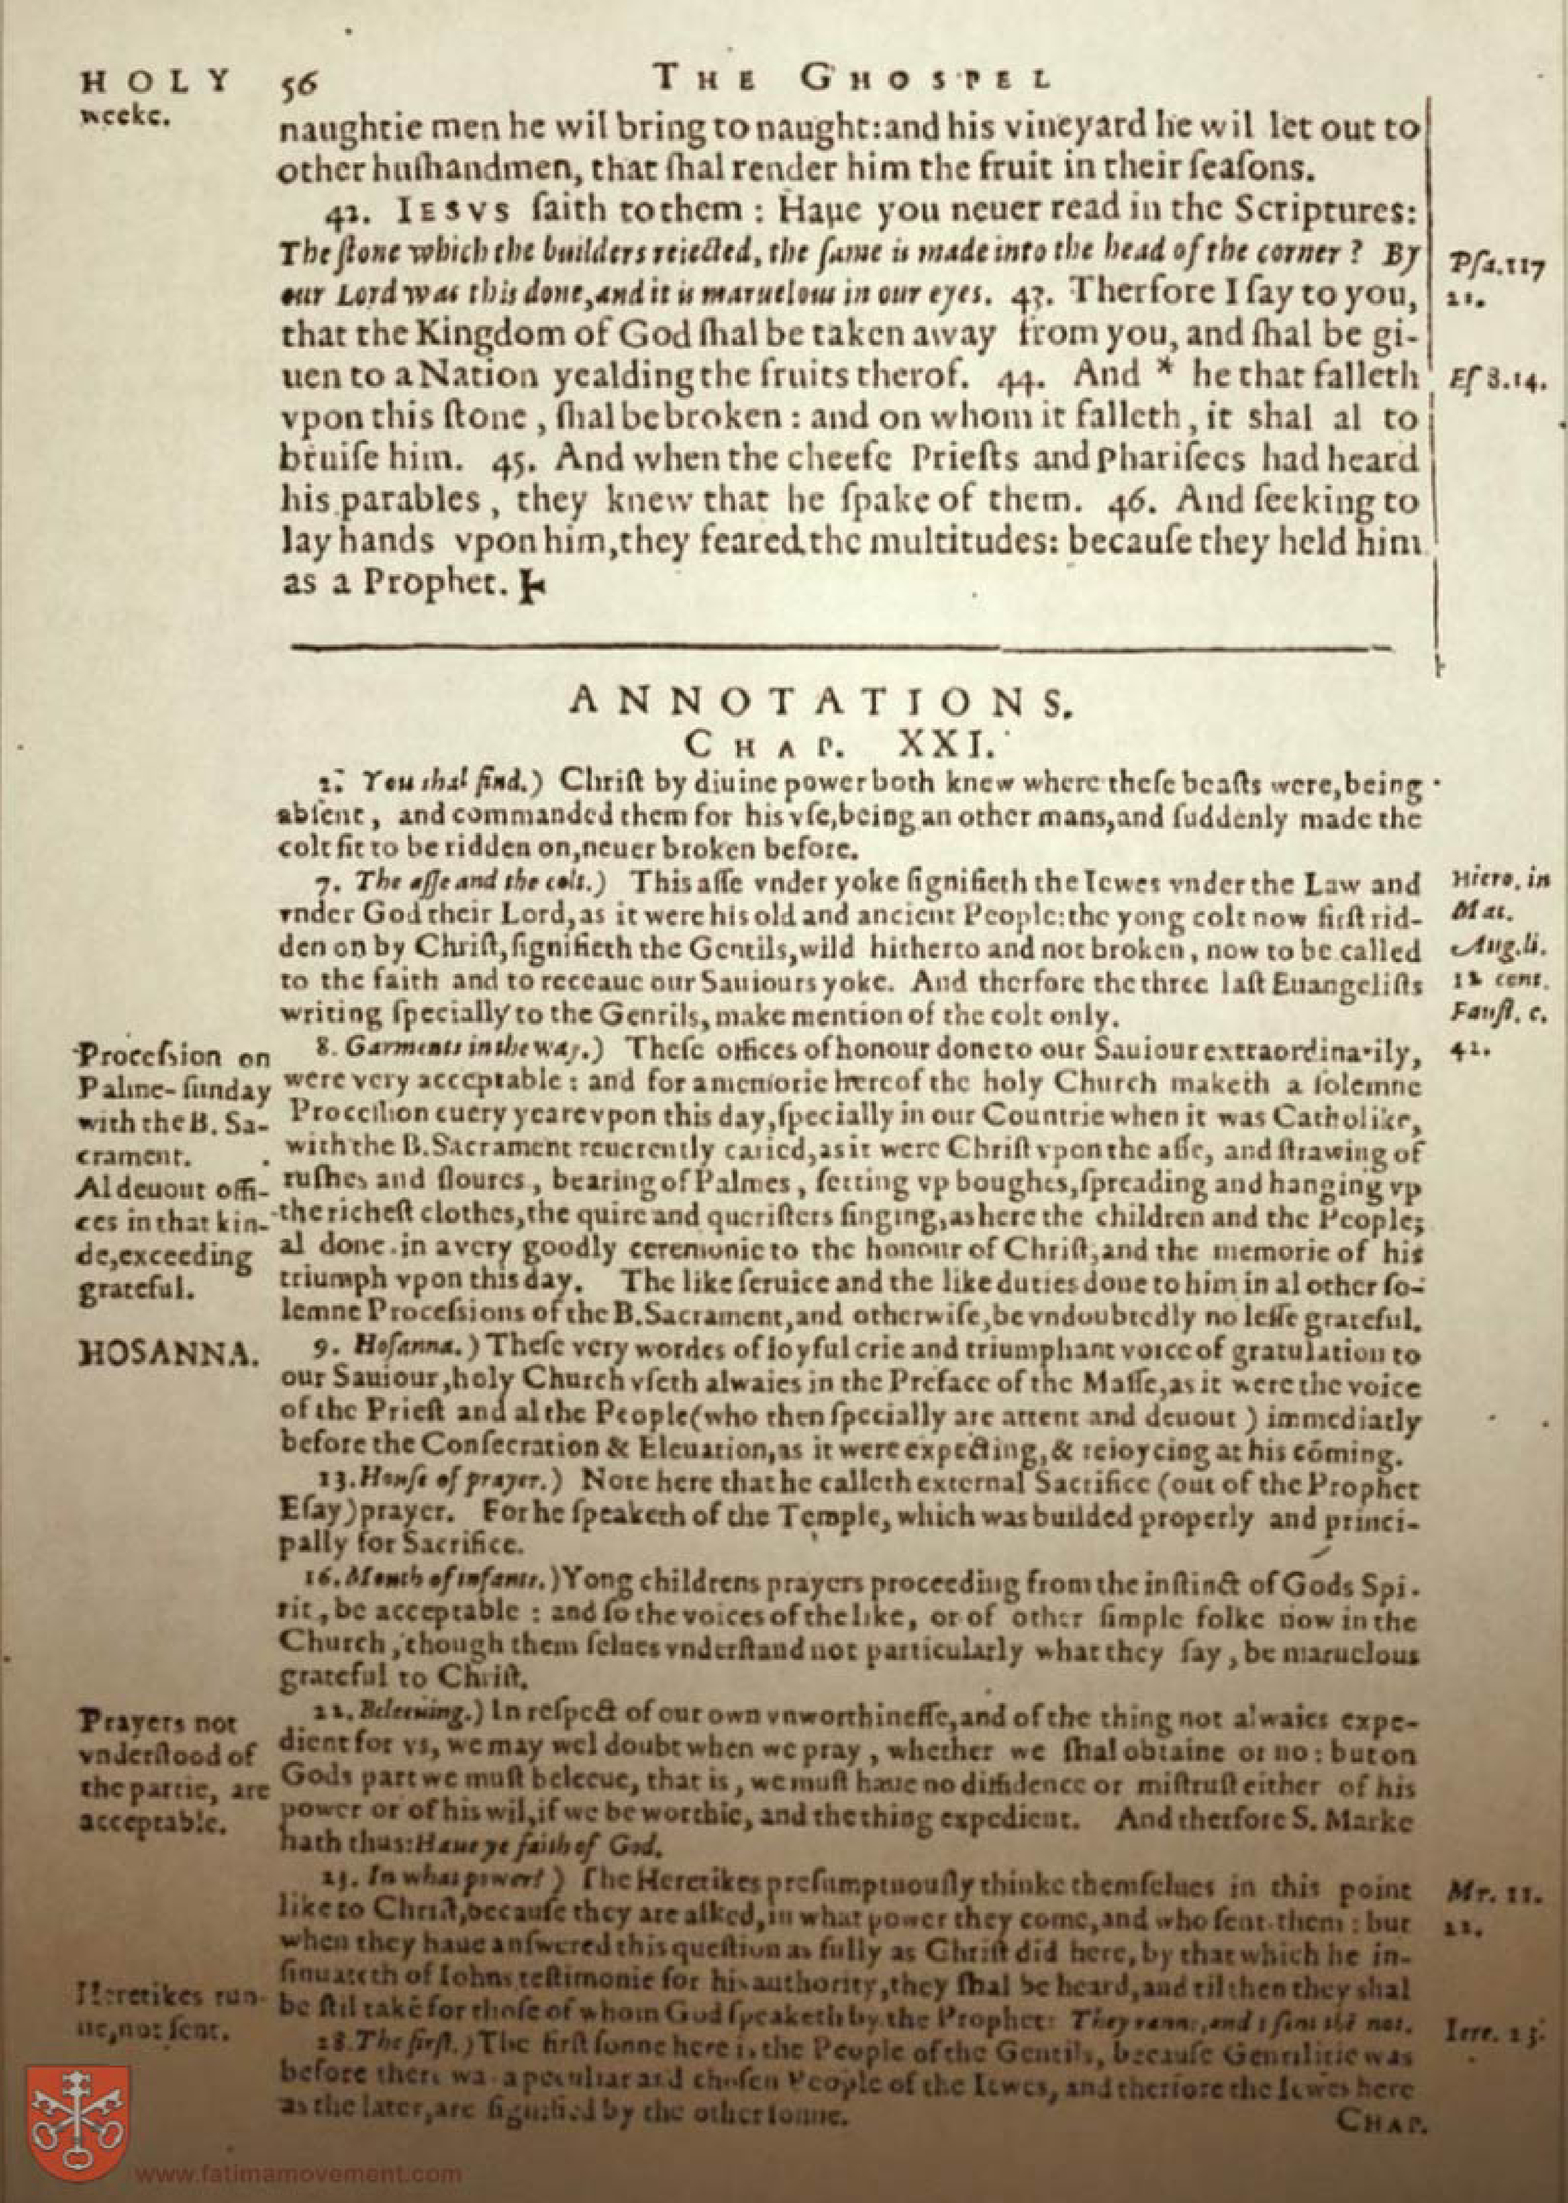 HOLY
weeke.
56
THE GHOSPEL
naughtie men he wil bring to naught: and his vineyard he wil let out to
other huſbandmen, that ſhal render him the fruit in their ſeaſons.
42. IESVS ſaith to them : Haue you neuer read in the Scriptures:
The ſtone which the builders reiected, the ſame is made into the head of the corner ? By
our Lord was this done, and it is maruelous in our eyes. 43. Therfore I ſay to you,
that the Kingdom of God ſhal be taken away from you, and ſhal be gi-
uen to a Nation yealding the fruits therof. 44. And * he that falleth
vpon this ſtone , ſhal be broken : and on whom it falleth , it shal al to
bruiſe him. 45. And when the cheefe Prieſts and Phariſees had heard
his parables , they knew that he ſpake of them. 46. And ſeeking to
lay hands vpon him, they feared the multitudes: becauſe they held him
as a Prophet.
Pſa. 117
21.
Eſ 8.14.
ANNOTATIONS.
CHAP. XXI.
2. You shal find.) Chriſt by diuine power both knew where theſe beaſts were, being
abſent, and commanded them for his vſe, being an other mans, and ſuddenly made the
colt fit to be ridden on, neuer broken before.
7. The aſſe and the colt.) This aſſe vnder yoke ſignifieth the Iewes vnder the Law and
vnder God their Lord, as it were his old and ancient People: the yong colt now firſt rid-
den on by Chriſt, ſignifieth the Gentils, wild hitherto and not broken, now to be called
to the faith and to receaue our Sauiours yoke. And therfore the three laſt Euangeliſts
writing ſpecially to the Genrils, make mention of the colt only.
Hiero. in
Mat.
Aug. li.
12 cont.
Fauſt. c.
42.
8. Garments in the way.) Theſe offices of honour done to our Sauiour extraordinarily,
were very acceptable : and for a memorie hereof the holy Church maketh a ſolemne
Proceſſion euery yeare vpon this day, ſpecially in our Countrie when it was Catholike,
with the B. Sacrament reuerently caried, as it were Chriſt vpon the aſſe, and ſtrawing of
ruſhes and floures , bearing of Palmes , ſetting vp boughes, ſpreading and hanging vp
the richeſt clothes, the quire and queriſters ſinging, as here the children and the People;
al done in a very goodly ceremonie to the honour of Chriſt, and the memorie of his
triumph vpon this day. The like ſeruice and the like duties done to him in al other ſo-
lemne Proceſsions of the B. Sacrament, and otherwiſe, be vndoubtedly no leſſe grateful.
Proceſsion on
Palme-ſunday
with the B. Sa-
crament.
Al deuout offi-
ces in that kin-
de, exceeding
grateful.
HOSANNA.
9. Hoſanna.) Theſe very wordes of ioyful crie and triumphant voice of gratulation to
our Sauiour, holy Church vſeth alwaies in the Preface of the Maſſe, as it were the voice
of the Prieſt and al the People (who then ſpecially are attent and deuout ) immediatly
before the Conſecration & Eleuation, as it were expecting, & reioycing at his cōming.
13. Houſe of prayer.) Note here that he calleth external Sacrifice (out of the Prophet
Eſay) prayer. For he ſpeaketh of the Temple, which was builded properly and princi-
pally for Sacrifice.
16. Mouth of infants.) Yong childrens prayers proceeding from the inſtinct of Gods Spi-
rit, be acceptable : and ſo the voices of the like, or of other ſimple folke now in the
Church, though them ſelues vnderſtand not particularly what they ſay , be maruelous
grateful to Chriſt.
Prayers not
vnderſtood of
the partie, are
acceptable.
22. Beleeuing.) In reſpect of our own vnworthineſſe, and of the thing not alwaies expe-
dient for vs, we may wel doubt when we pray , whether we ſhal obtaine or no : but on
Gods part we muſt beleeue, that is , we muſt haue no diffidence or miſtruſt either of his
power or of his wil, if we be worthie, and the thing expedient. And therfore S. Marke
hath thus: Haue ye faith of God.
23. In what power? ) The Heretikes preſumptuouſly thinke themſelues in this point
like to Chriſt, becauſe they are aſked, in what power they come, and who ſent them : but
when they haue anſwered this queſtion as fully as Chriſt did here, by that which he in-
ſinuateth of Iohns teſtimonie for his authority, they ſhal be heard, and til then they shal
be ſtil takē for thoſe of whom God ſpeaketh by the Prophet: They ranne, and I ſent thē not.
Mr. 11.
22.
Heretikes run-
ne, not ſent.
Iere. 23.
28. The firſt.) The firſt ſonne here is the People of the Gentils, becauſe Gentilitie was
before there was a peculiar and choſen People of the Iewes, and therfore the Iewes here
as the later, are ſignified by the other ſonne.
CHAP.
www.fatimamovement.com